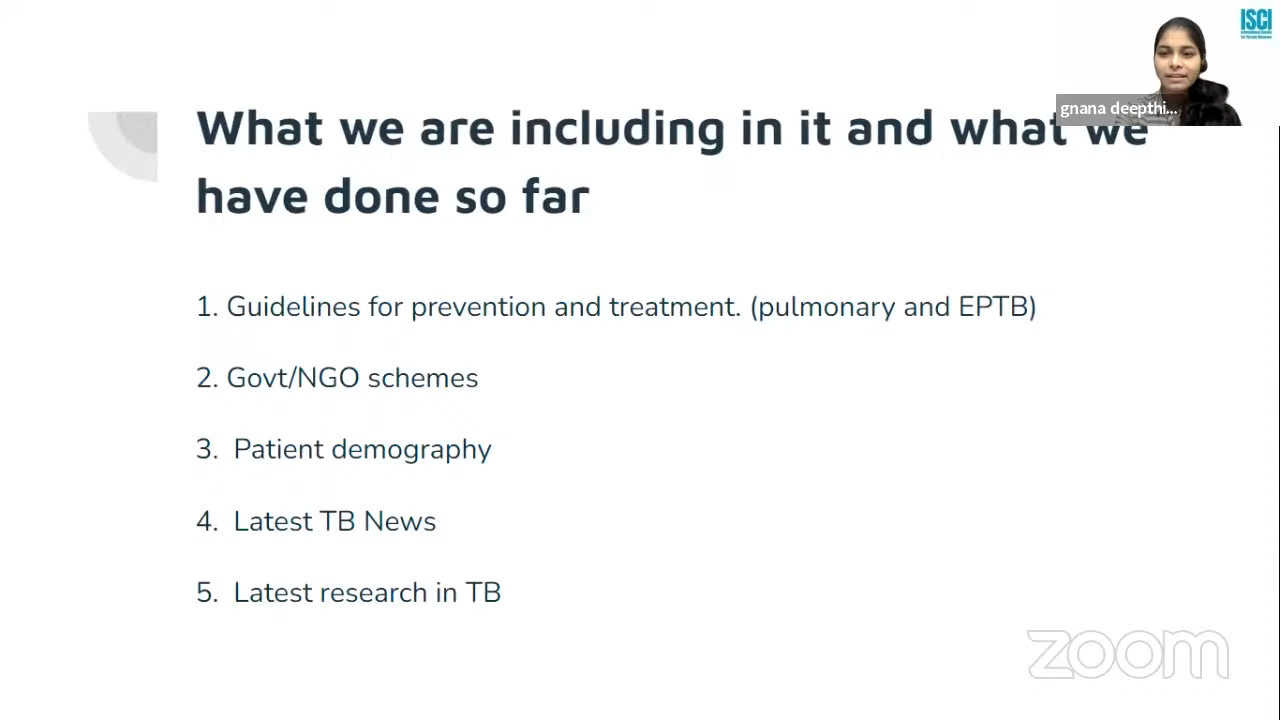 ISCI
gnana deepthi...
What we are including in it and what we
have done so far
1. Guidelines for prevention and treatment. (pulmonary and EPTB)
2. Govt/NGO schemes
3. Patient demography
4. Latest TB News
5. Latest research in TB
zoom